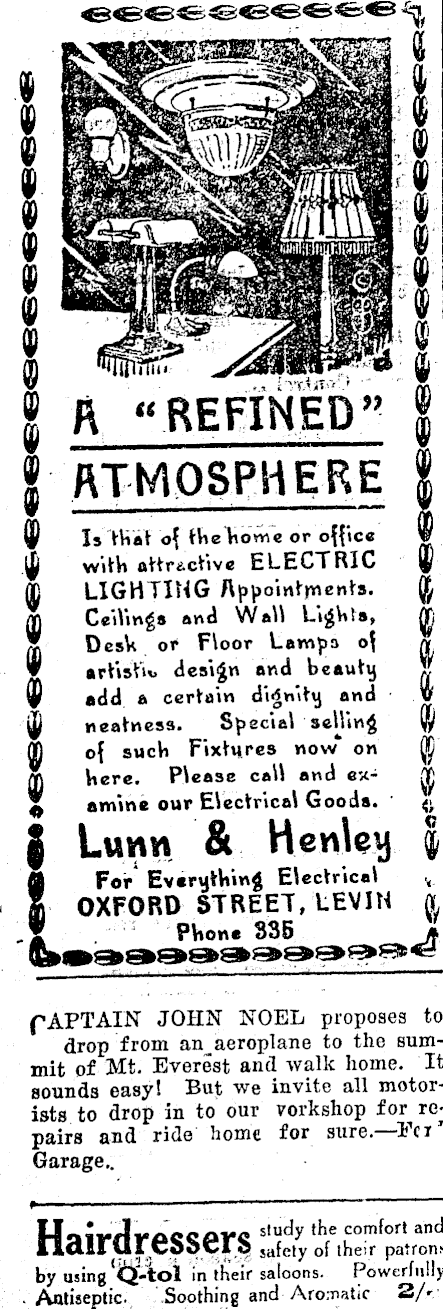 A "REFINED"
ATMOSPHERE
Is that of the home or office
with attractive ELECTRIC
LIGHTING Appointments.
Ceilings and Wall Lights,
Desk or Floor Lamps of
artistic design and beauty
add a certain dignity and
neatness. Special selling
of such Fixtures now on
here. Please call and ex-
amine our Electrical Goods.
Lunn & Henley
For Everything Electrical
OXFORD STREET, LEVIN
Phone 335
CAPTAIN JOHN NOEL proposes to
drop from an aeroplane to the sum-
mit of Mt. Everest and walk home. It
sounds easy! But we invite all motor-
ists to drop in to our workshop for re-
pairs and ride home for sure.—
Garage.
Hairdressers study the comfort and
safety of their patrons
by using Q-tol in their saloons. Powerfully
Antiseptic. Soothing and Aromatic 2/-